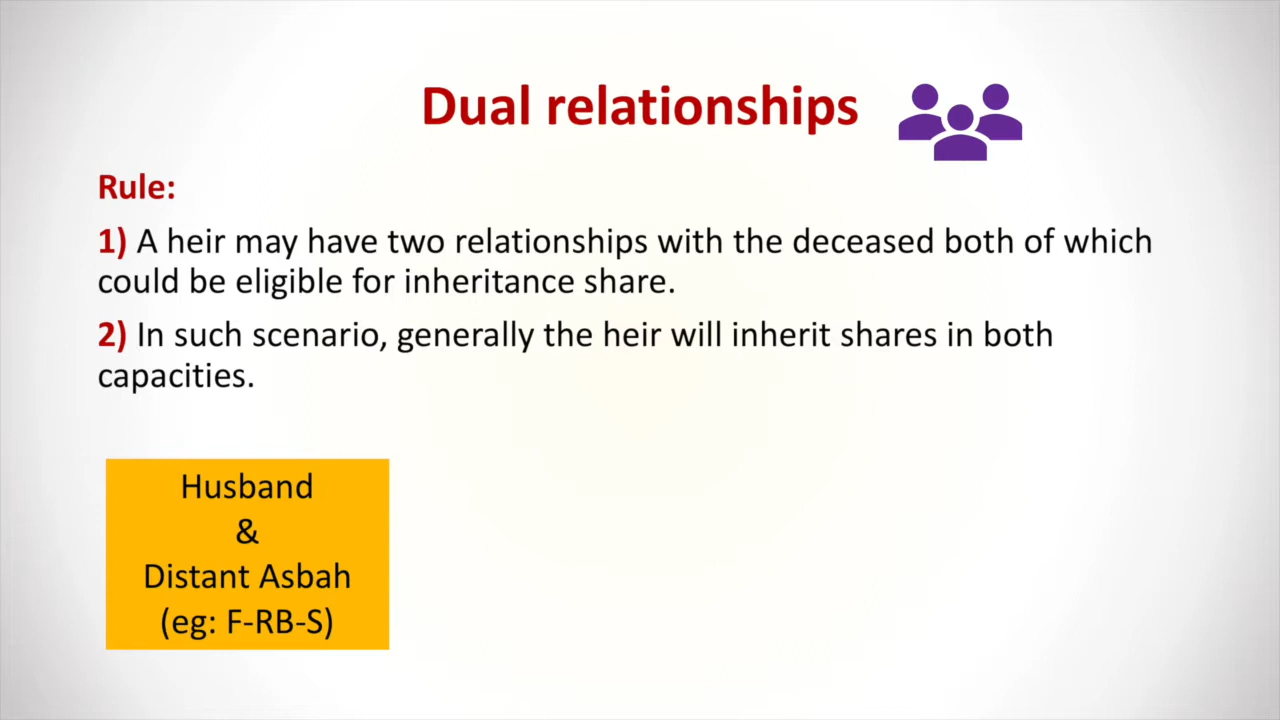 Dual relationships
Rule:
1) A heir may have two relationships with the deceased both of which
could be eligible for inheritance share.
2) In such scenario, generally the heir will inherit shares in both
capacities.
Husband
&
Distant Asbah
(eg: F-RB-S)